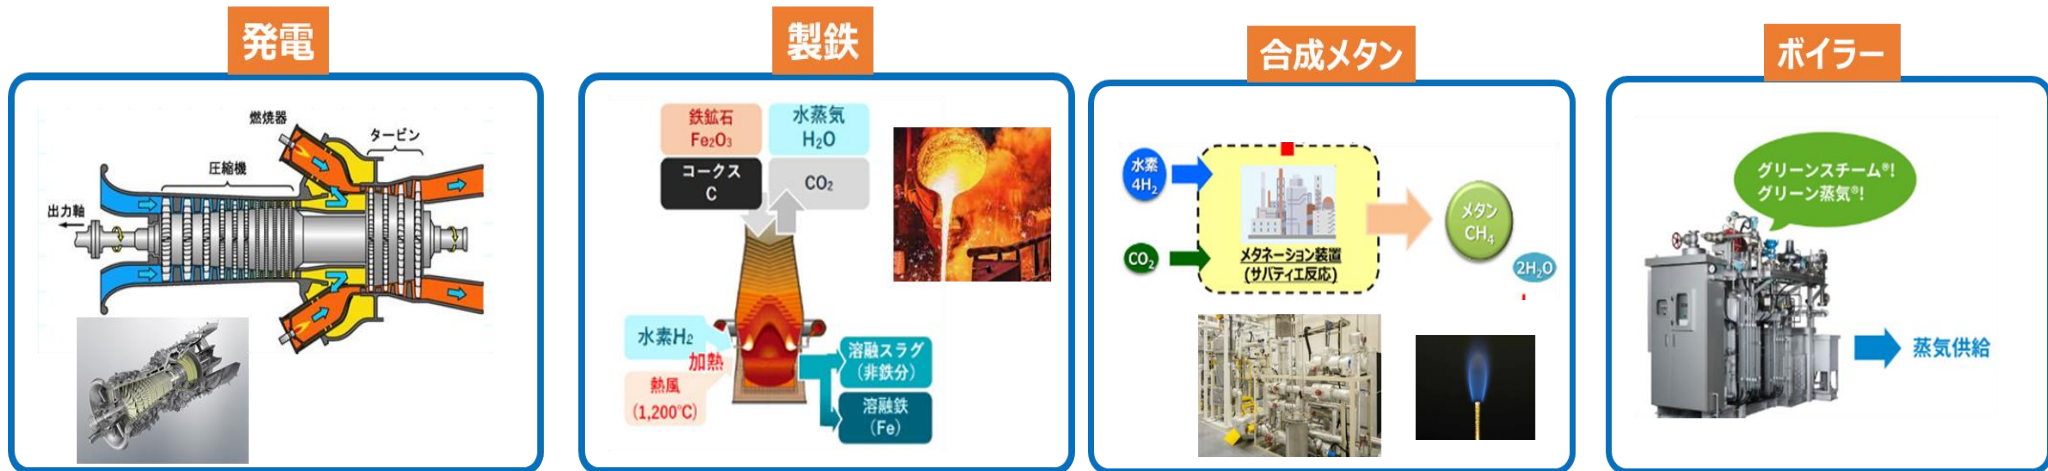 発電
燃焼器
タービン
圧縮機
出力軸
製鉄
鉄鉱石
Fe₂O₃
水蒸気
H₂O
コークス
C
CO₂
水素H₂
加熱
熱風
(1,200℃)
溶融スラグ
(非鉄分)
溶融鉄
(Fe)
合成メタン
水素
4H₂
CO₂
メタネーション装置
(サバティエ反応)
メタン
CH₄
2H₂O
ボイラー
グリーンスチーム®!
グリーン蒸気®!
蒸気供給